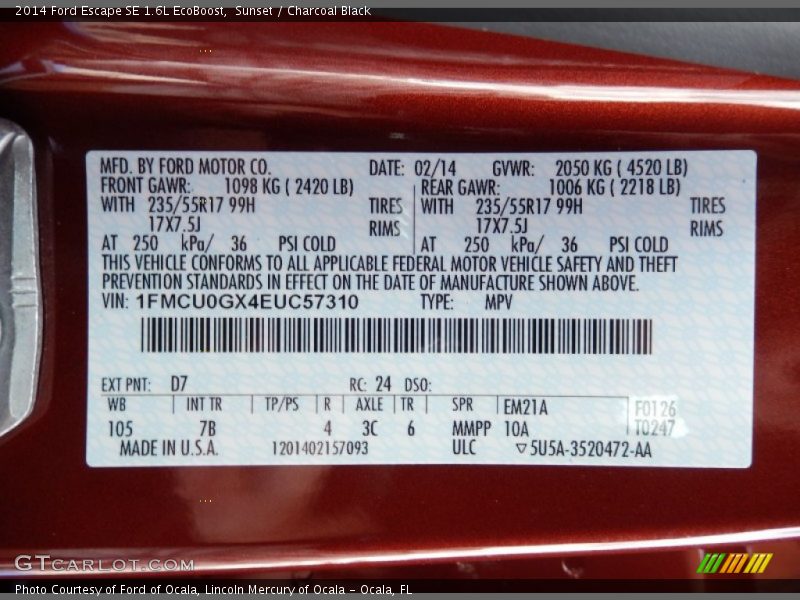 2014 Ford Escape SE 1.6L EcoBoost, Sunset / Charcoal Black
MFD. BY FORD MOTOR CO. DATE: 02/14 GVWR: 2050 KG ( 4520 LB)
FRONT GAWR: 1098 KG ( 2420 LB) REAR GAWR: 1006 KG ( 2218 LB)
WITH 235/55R17 99H TIRES WITH 235/55R17 99H TIRES
17X7.5J RIMS 17X7.5J RIMS
AT 250 kPa/ 36 PSI COLD AT 250 kPa/ 36 PSI COLD
THIS VEHICLE CONFORMS TO ALL APPLICABLE FEDERAL MOTOR VEHICLE SAFETY AND THEFT
PREVENTION STANDARDS IN EFFECT ON THE DATE OF MANUFACTURE SHOWN ABOVE.
VIN: 1FMCU0GX4EUC57310 TYPE: MPV
EXT PNT: D7 RC: 24 DSO:
WB INT TR TP/PS R AXLE TR SPR EM21A F0126
105 7B 4 3C 6 MMPP 10A T0247
MADE IN U.S.A. 1201402157093 ULC ▽5U5A-3520472-AA
GTCARLOT.COM
Photo Courtesy of Ford of Ocala, Lincoln Mercury of Ocala - Ocala, FL